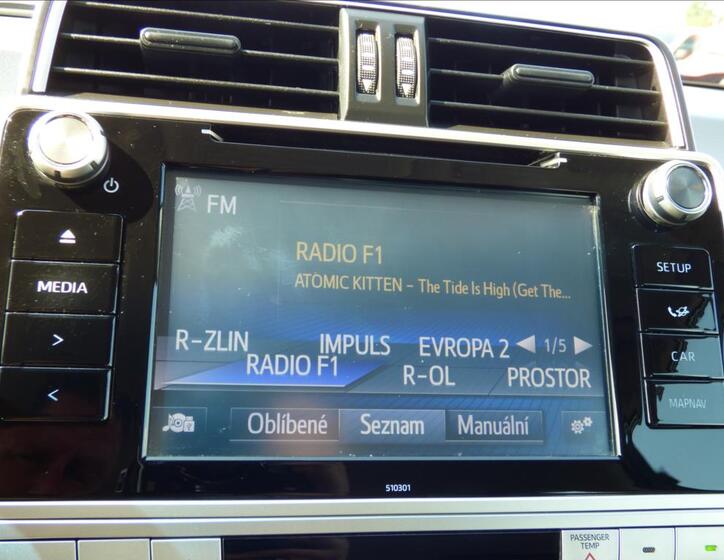 FM
RADIO F1
ATOMIC KITTEN – The Tide Is High (Get The...
R-ZLIN IMPULS EVROPA 2 1/5
RADIO F1 R-OL PROSTOR
Oblíbené Seznam Manuální
MEDIA
>
<
SETUP
CAR
MAPNAV
510301
PASSENGER
TEMP